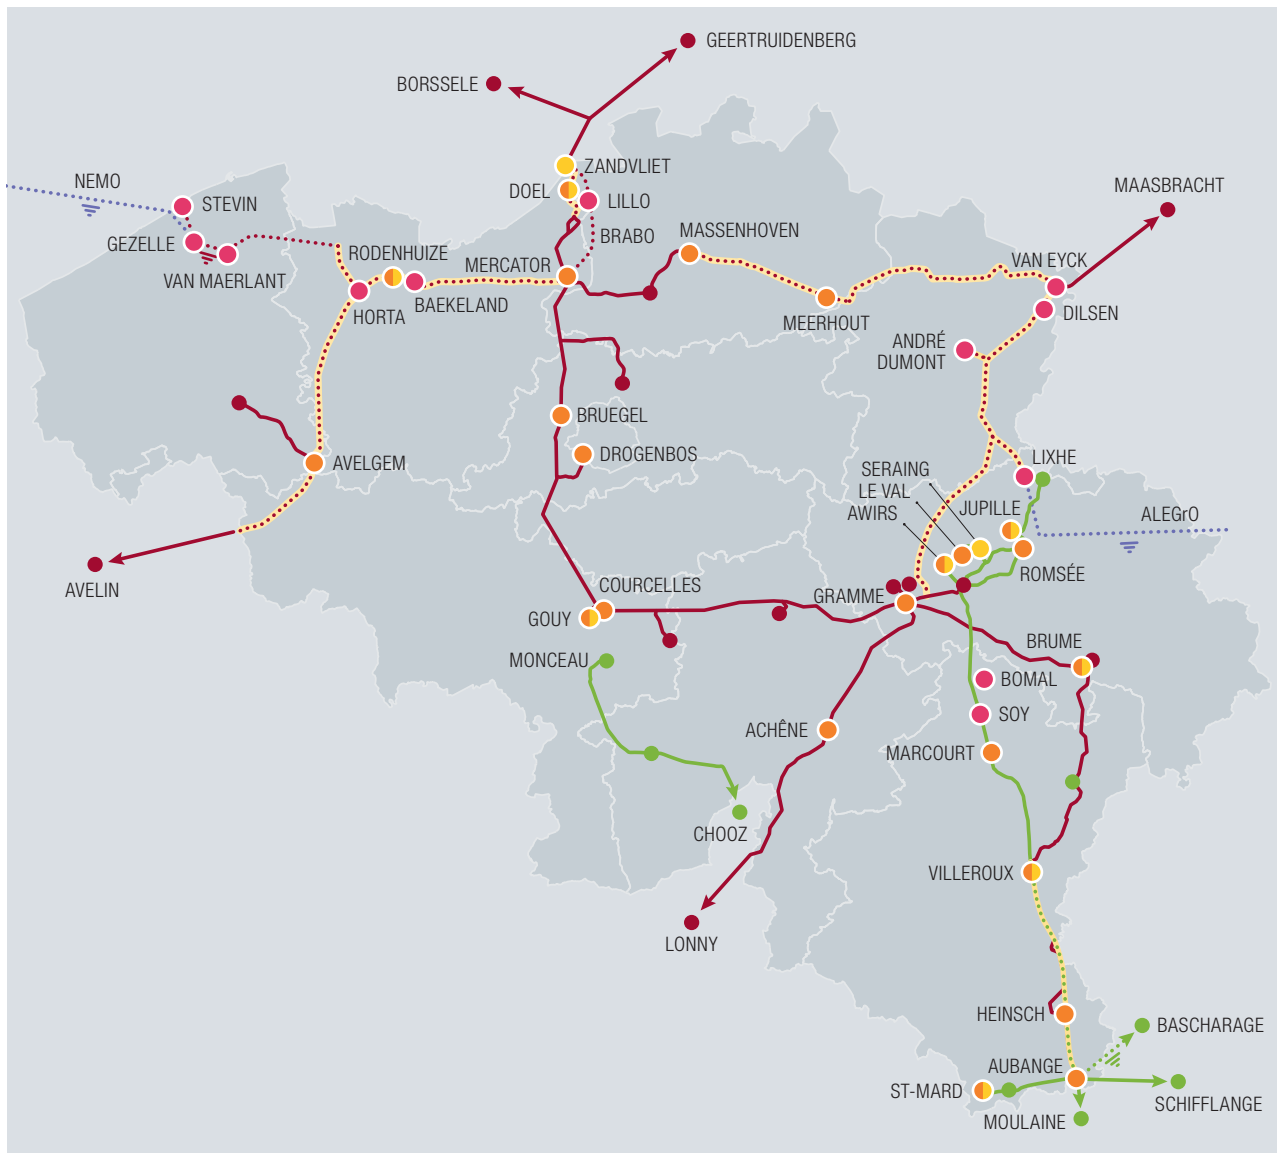 GEERTRUIDENBERG
BORSSELE
ZANDVLIET
NEMO
DOEL
LILLO
MAASBRACHT
STEVIN
GEZELLE
BRABO
MASSENHOVEN
RODENHUIZE
MERCATOR
VAN EYCK
VAN MAERLANT
BAEKELAND
HORTA
MEERHOUT
DILSEN
ANDRÉ
DUMONT
BRUEGEL
DROGENBOS
AVELGEM
LIXHE
SERAING
LE VAL
AWIRS
JUPILLE
ALEGrO
ROMSÉE
AVELIN
COURCELLES
GRAMME
GOUY
BRUME
MONCEAU
BOMAL
SOY
ACHÊNE
MARCOURT
CHOOZ
VILLEROUX
LONNY
HEINSCH
BASCHARAGE
AUBANGE
ST-MARD
SCHIFFLANGE
MOULAINE